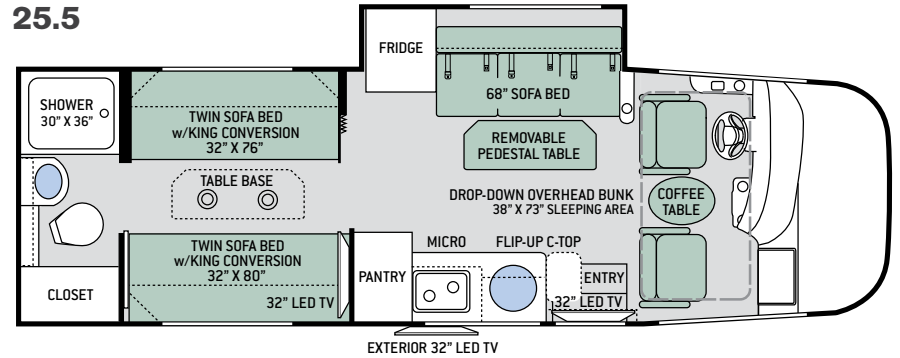 25.5
FRIDGE
68" SOFA BED
SHOWER
30" X 36"
TWIN SOFA BED
w/KING CONVERSION
32" X 76"
REMOVABLE
PEDESTAL TABLE
TABLE BASE
DROP-DOWN OVERHEAD BUNK
38" X 73" SLEEPING AREA
COFFEE
TABLE
TWIN SOFA BED
w/KING CONVERSION
32" X 80"
32" LED TV
CLOSET
PANTRY
MICRO
FLIP-UP C-TOP
ENTRY
32" LED TV
EXTERIOR 32" LED TV